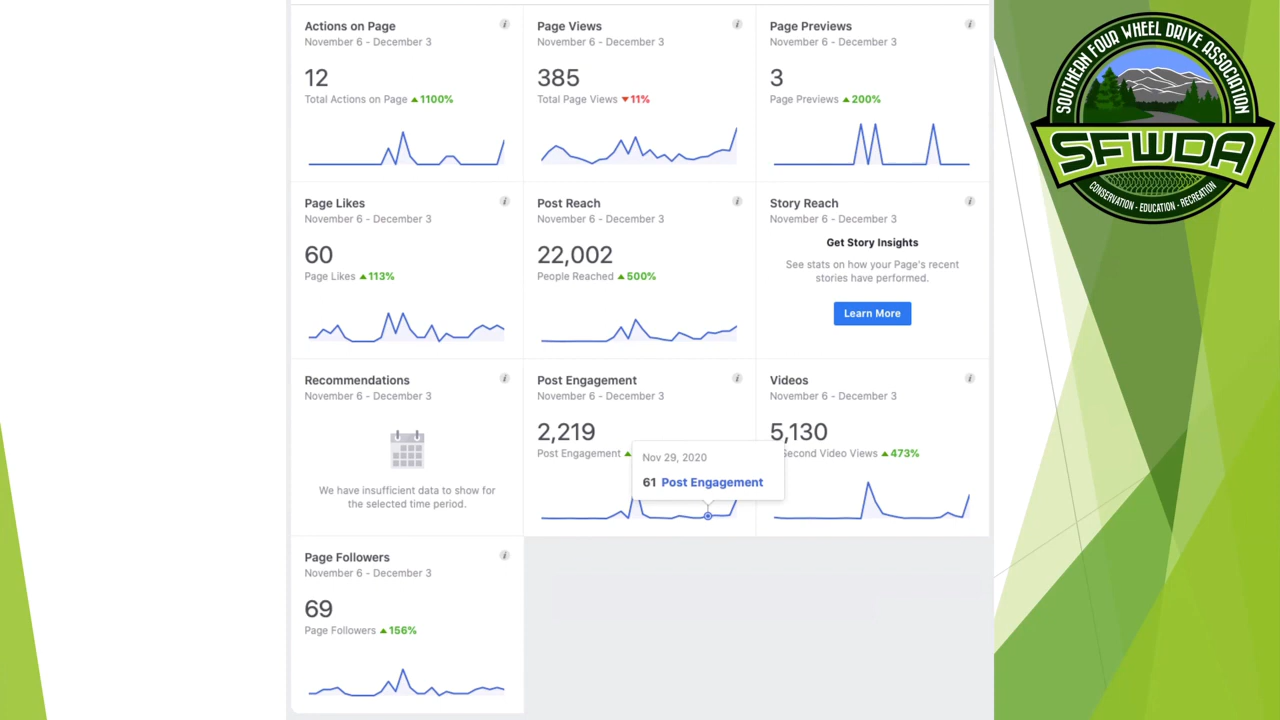 Actions on Page
November 6 - December 3
12
Total Actions on Page ▲1100%
Page Views
November 6 - December 3
385
Total Page Views ▼11%
Page Previews
November 6 - December 3
3
Page Previews ▲200%
Page Likes
November 6 - December 3
60
Page Likes ▲113%
Post Reach
November 6 - December 3
22,002
People Reached ▲500%
Story Reach
November 6 - December 3
Get Story Insights
See stats on how your Page's recent
stories have performed.
Learn More
Recommendations
November 6 - December 3
We have insufficient data to show for
the selected time period.
Post Engagement
November 6 - December 3
2,219
Post Engagement ▲
Nov 29, 2020
61 Post Engagement
Videos
November 6 - December 3
5,130
Second Video Views ▲473%
Page Followers
November 6 - December 3
69
Page Followers ▲156%
SOUTHERN FOUR WHEEL DRIVE ASSOCIATION
SFWDA
CONSERVATION - EDUCATION - RECREATION